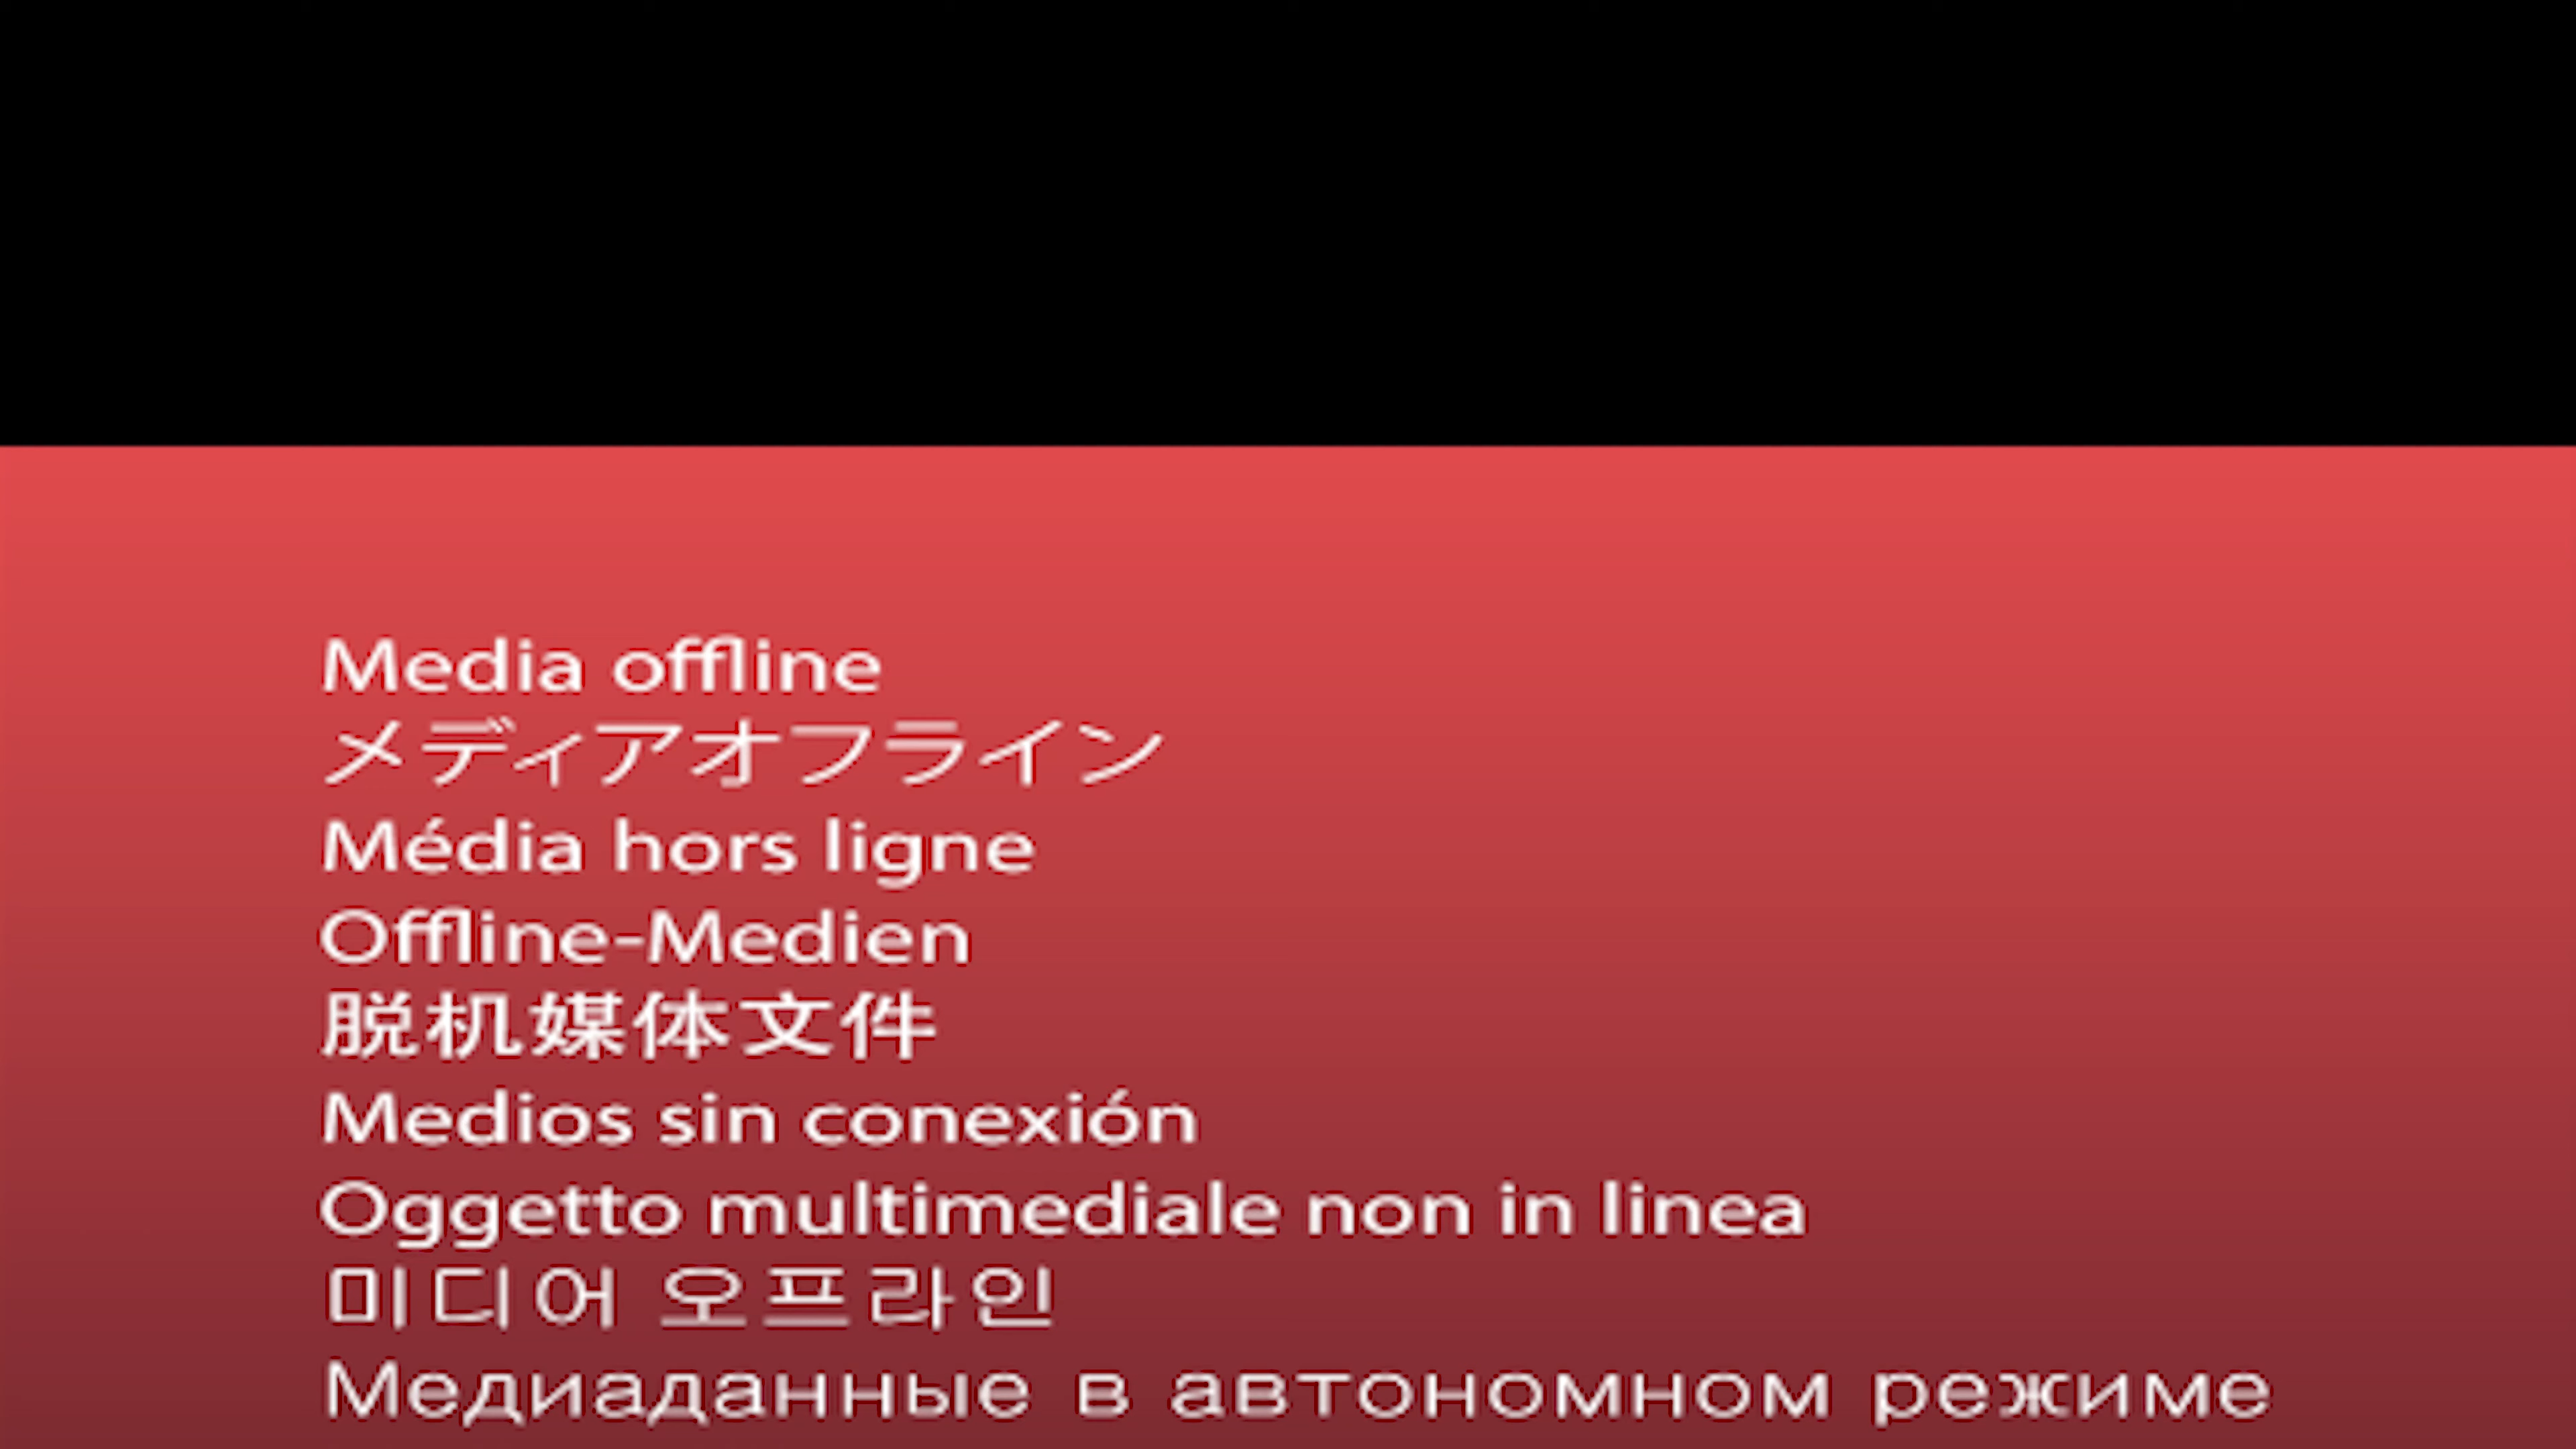 Media offline
メディアオフライン
Média hors ligne
Offline-Medien
脱机媒体文件
Medios sin conexión
Oggetto multimediale non in linea
미디어 오프라인
Медиаданные в автономном режиме